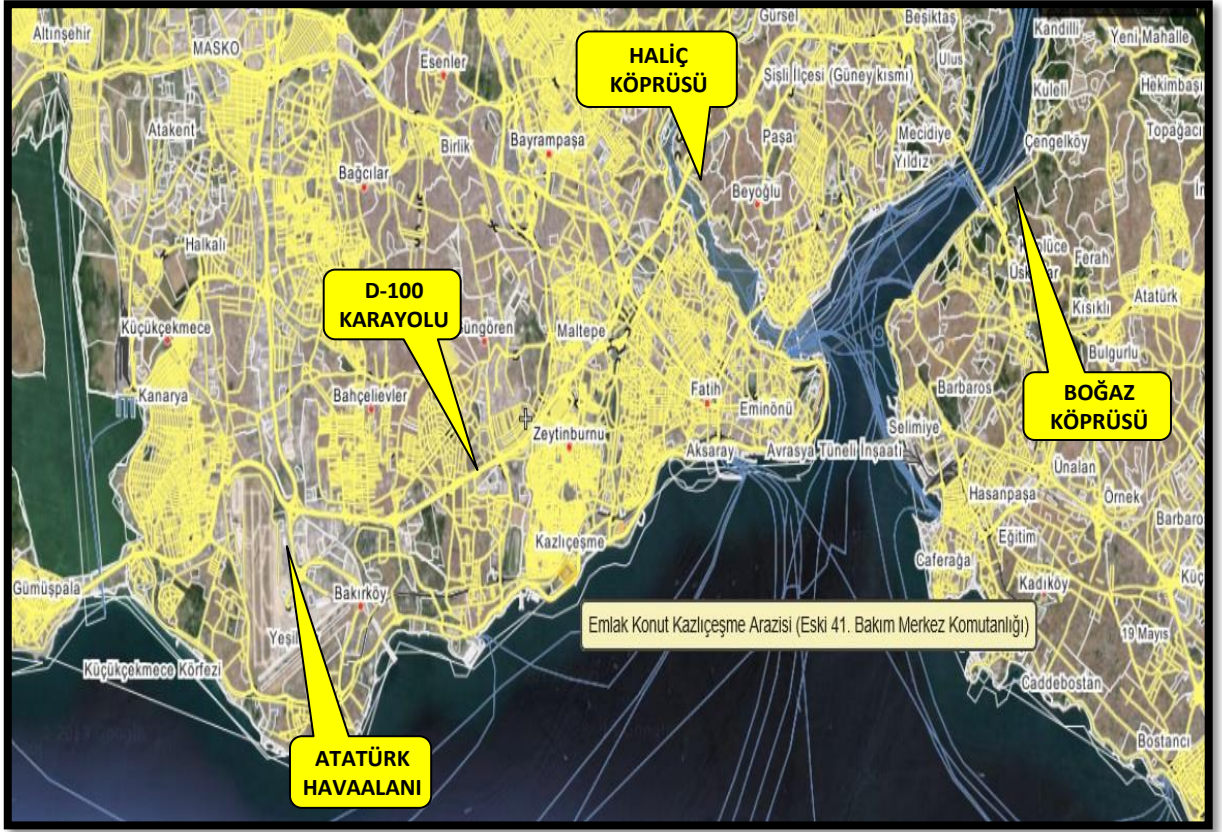 Altınşehir
MASKO
Esenler
Gürsel
Beşiktaş
Kandilli
Yeni Mahalle
HALİÇ
KÖPRÜSÜ
Şişli İlçesi (Güney kısmı)
Ulus
Kuleli
Hekimbaşı
Atakent
Birlik
Bayrampaşa
Paşa
Mecidiye
Yıldız
Çengelköy
Topağacı
Bağcılar
Beyoğlu
Halkalı
Ferah
D-100
KARAYOLU
Kısıklı
Atatürk
Küçükçekmece
Maltepe
Bulgurlu
Kanarya
Bahçelievler
Fatih
Eminönü
Barbaros
BOĞAZ
KÖPRÜSÜ
Zeytinburnu
Selimiye
Aksaray
Avrasya Tüneli İnşaatı
Ünalan
Hasanpaşa
Örnek
Kazlıçeşme
Eğitim
Barbaro
Caferağa
Gümüşpala
Bakırköy
Kadıköy
Küç
Emlak Konut Kazlıçeşme Arazisi (Eski 41. Bakım Merkez Komutanlığı)
Yeşil
19 Mayıs
Küçükçekmece Körfezi
Caddebostan
Bostancı
ATATÜRK
HAVAALANI